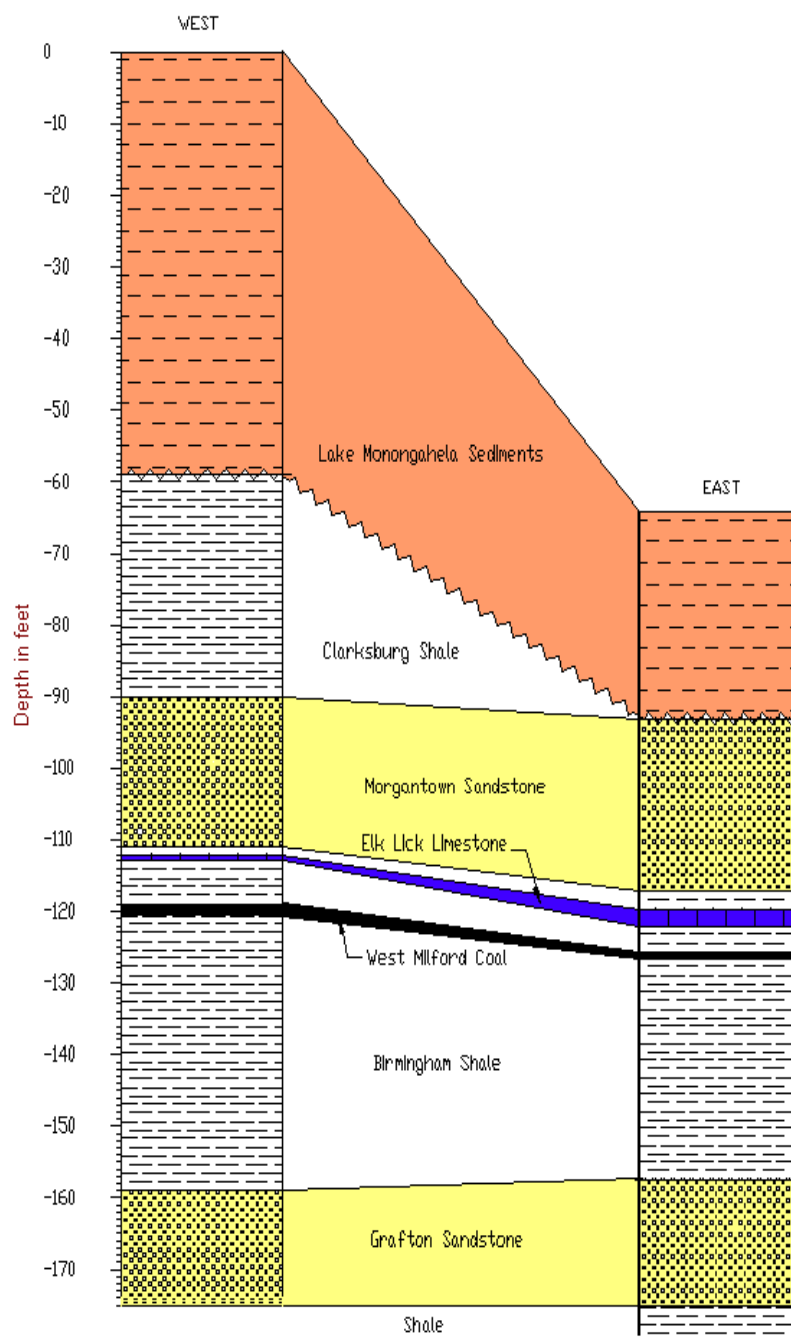 WEST
0
-10
-20
-30
-40
-50
Lake Monongahela Sediments
-60
EAST
-70
-80
Clarksburg Shale
Depth in feet
-90
-100
Morgantown Sandstone
-110
Elk Lick Limestone
-120
West Milford Coal
-130
-140
Birmingham Shale
-150
-160
Grafton Sandstone
-170
Shale